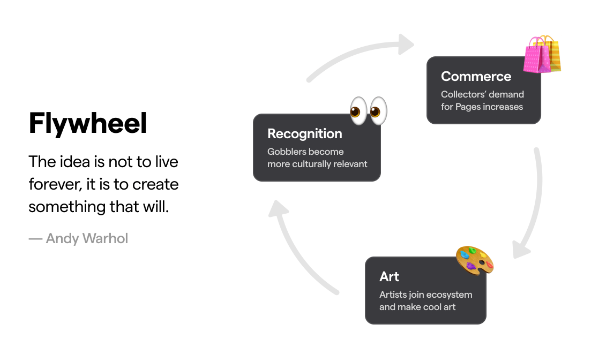 Flywheel
The idea is not to live
forever, it is to create
something that will.
— Andy Warhol
Commerce
Collectors' demand
for Pages increases
Recognition
Gobblers become
more culturally relevant
Art
Artists join ecosystem
and make cool art